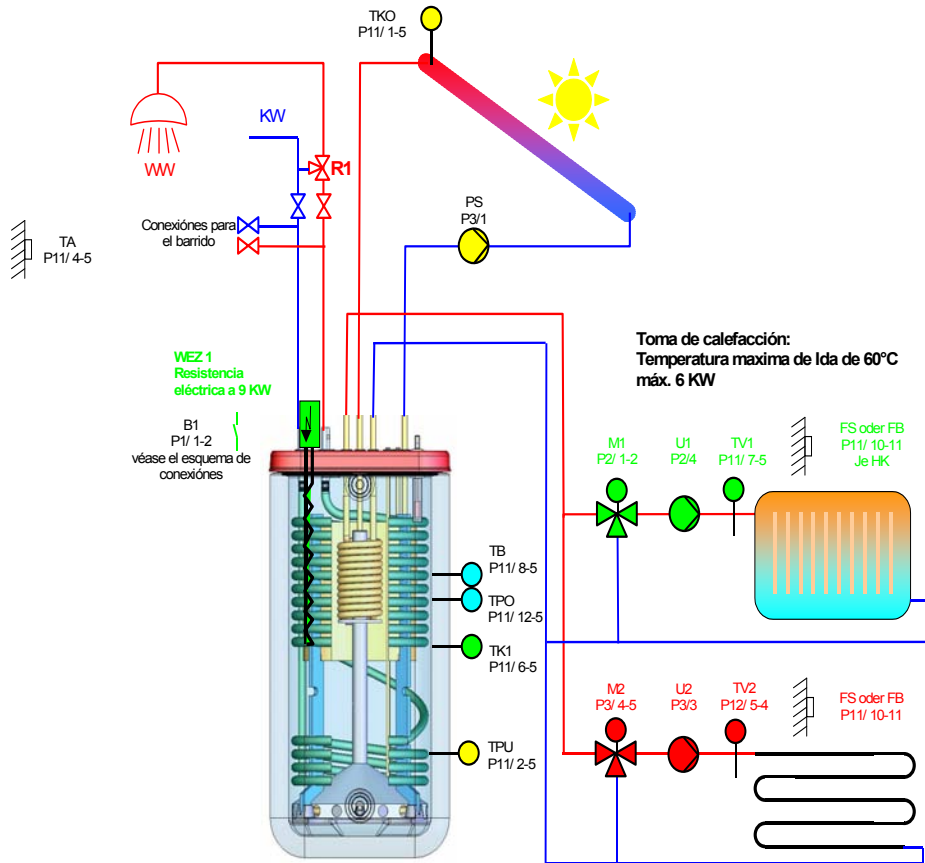 TKO
P11/ 1-5
KW
WW
R1
PS
P3/1
Conexiónes para
el barrido
TA
P11/ 4-5
Toma de calefacción:
Temperatura maxima de Ida de 60°C
máx. 6 KW
WEZ 1
Resistencia
eléctrica a 9 KW
B1
P1/ 1-2
véase el esquema de
conexiónes
M1
P2/ 1-2
U1
P2/4
TV1
P11/ 7-5
FS oder FB
P11/ 10-11
Je HK
TB
P11/ 8-5
TPO
P11/ 12-5
TK1
P11/ 6-5
M2
P3/ 4-5
U2
P3/3
TV2
P12/ 5-4
FS oder FB
P11/ 10-11
TPU
P11/ 2-5